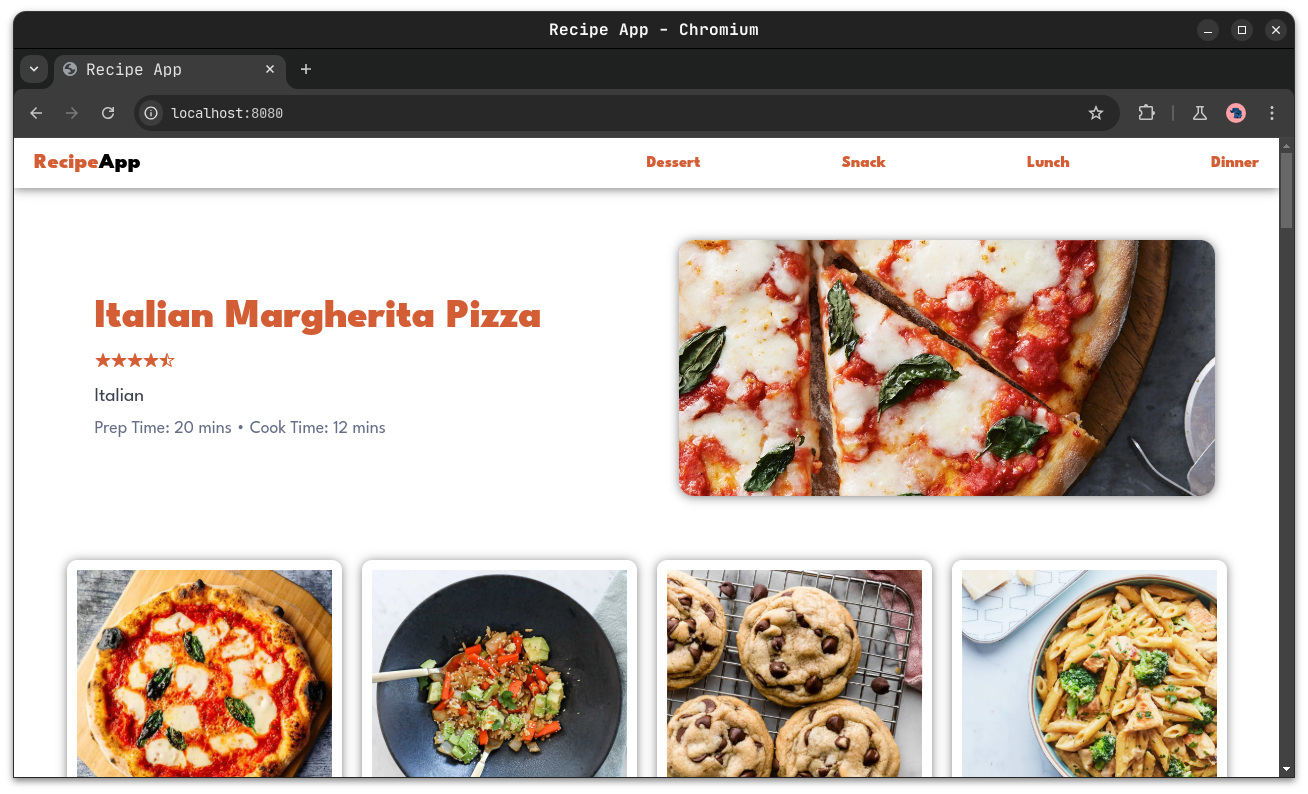 Recipe App - Chromium
Recipe App
localhost:8080
RecipeApp Dessert Snack Lunch Dinner
Italian Margherita Pizza
Italian
Prep Time: 20 mins • Cook Time: 12 mins